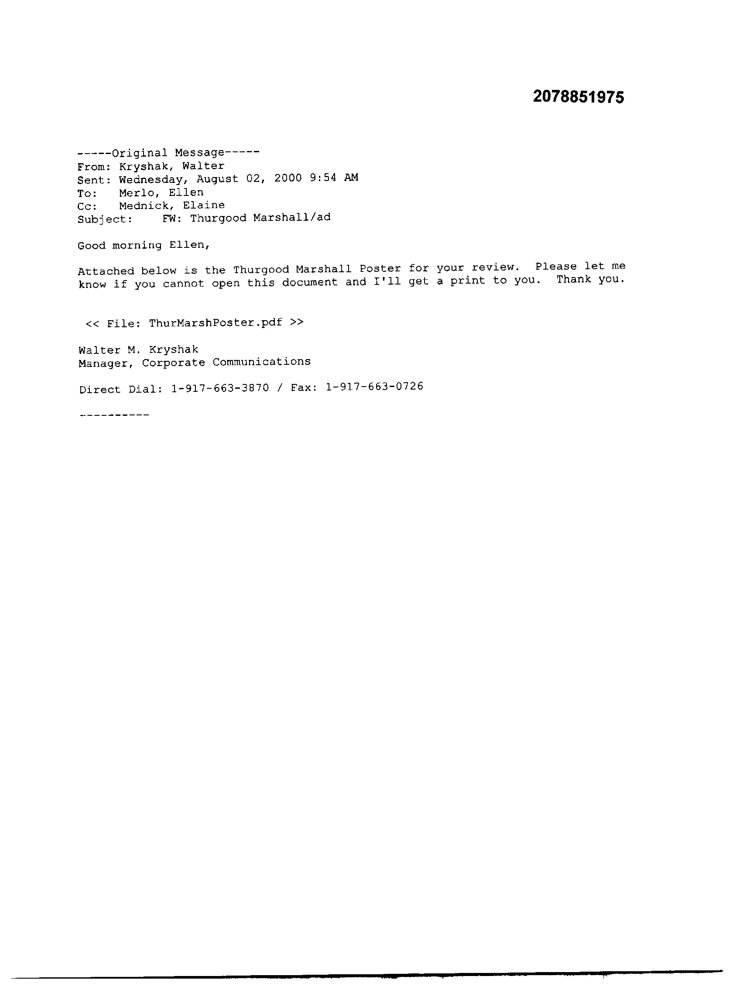 2078851975
-----Original Message-----
From: Kryshak, Walter
Sent: Wednesday, August 02, 2000 9:54 AM
To: Merlo, Ellen
Cc: Mednick, Elaine
Subject: FW: Thurgood Marshall/ad
Good morning Ellen,
Attached below is the Thurgood Marshall Poster for your review. Please let me
know if you cannot open this document and I'll get a print to you. Thank you.
<< File: ThurMarshPoster.pdf >>
Walter M. Kryshak
Manager, Corporate Communications
Direct Dial: 1-917-663-3870 / Fax: 1-917-663-0726
----------